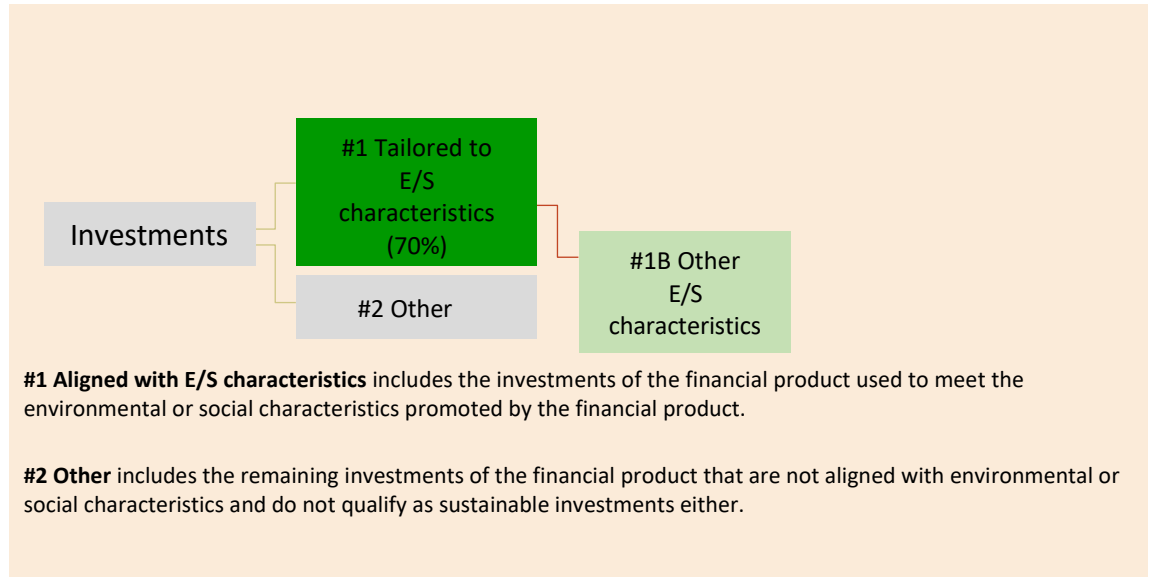 #1 Tailored to
E/S
characteristics
(70%)
Investments
#2 Other
#1B Other
E/S
characteristics
#1 Aligned with E/S characteristics includes the investments of the financial product used to meet the
environmental or social characteristics promoted by the financial product.
#2 Other includes the remaining investments of the financial product that are not aligned with environmental or
social characteristics and do not qualify as sustainable investments either.